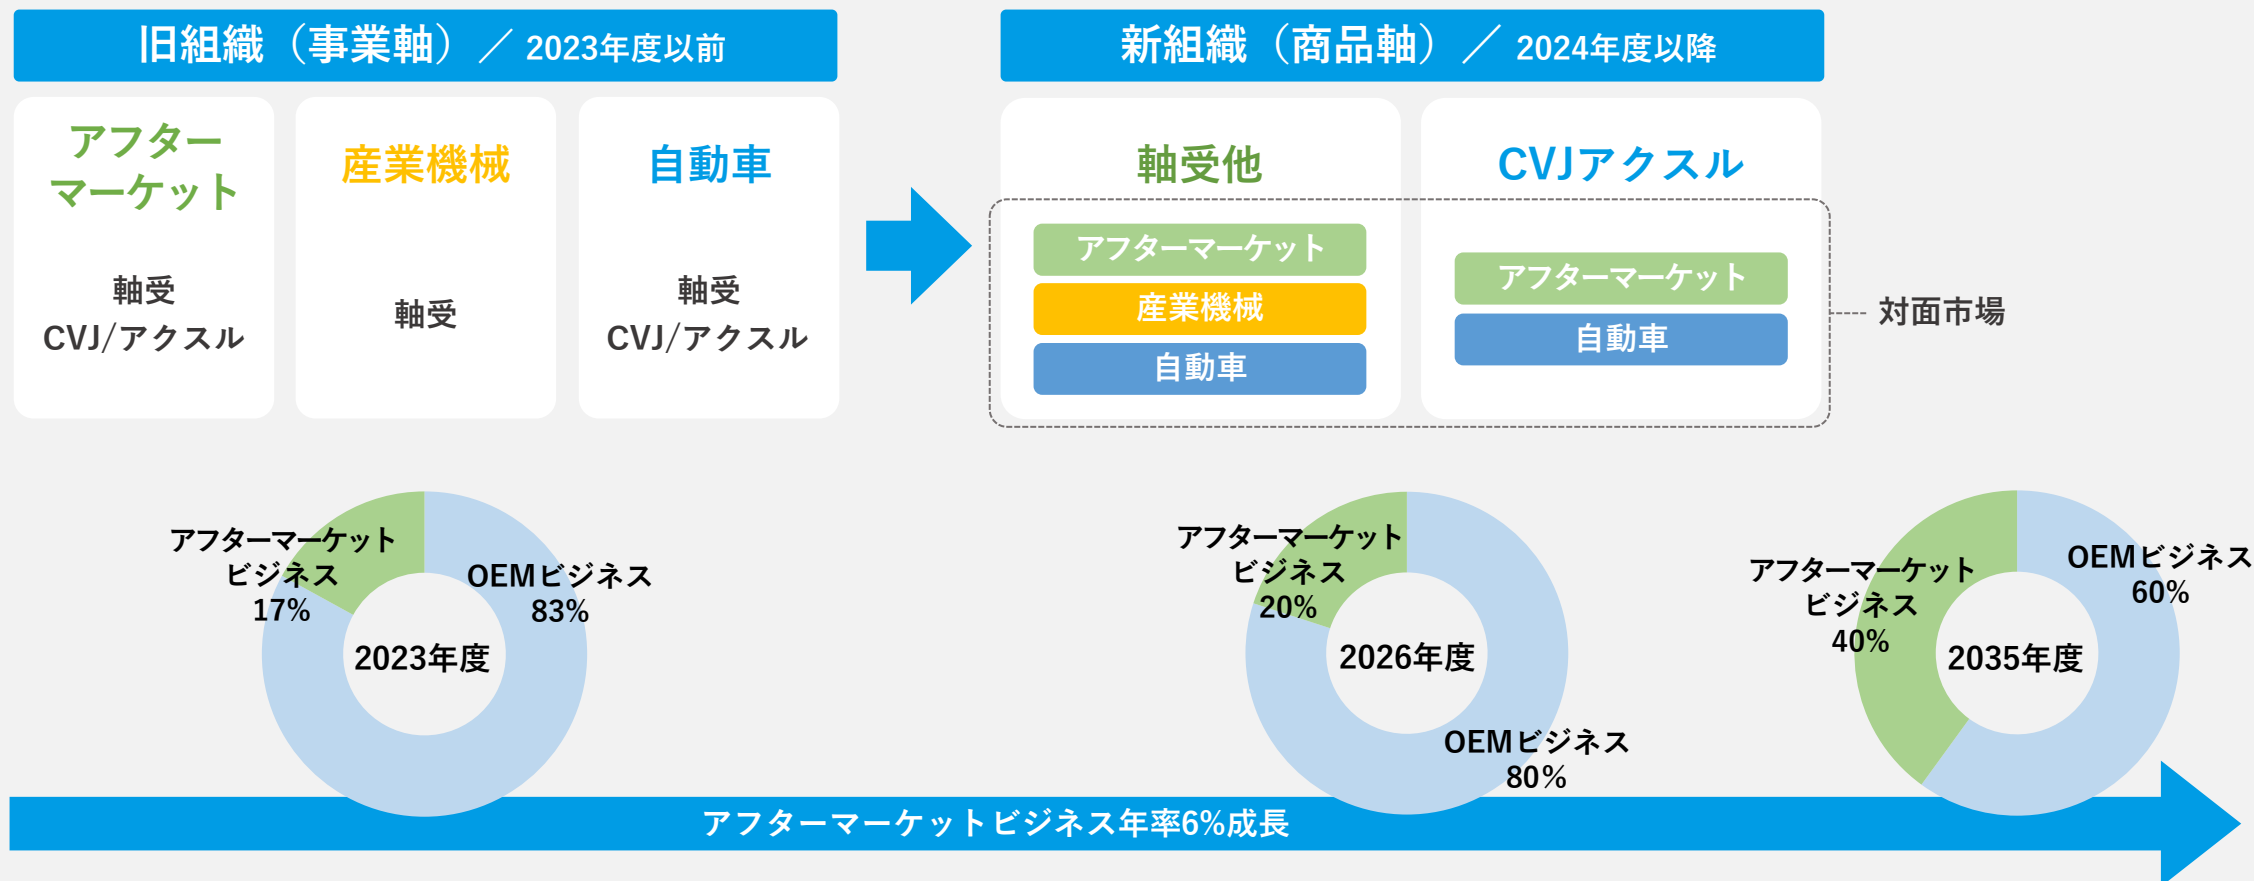 旧組織（事業軸）／ 2023年度以前
アフター
マーケット
軸受
CVJ/アクスル
産業機械
軸受
自動車
軸受
CVJ/アクスル
新組織（商品軸）／ 2024年度以降
軸受他
アフターマーケット
産業機械
自動車
CVJアクスル
アフターマーケット
自動車
対面市場
アフターマーケット
ビジネス
17%
OEMビジネス
83%
2023年度
アフターマーケット
ビジネス
20%
2026年度
OEMビジネス
80%
アフターマーケット
ビジネス
40%
OEMビジネス
60%
2035年度
アフターマーケットビジネス年率6%成長